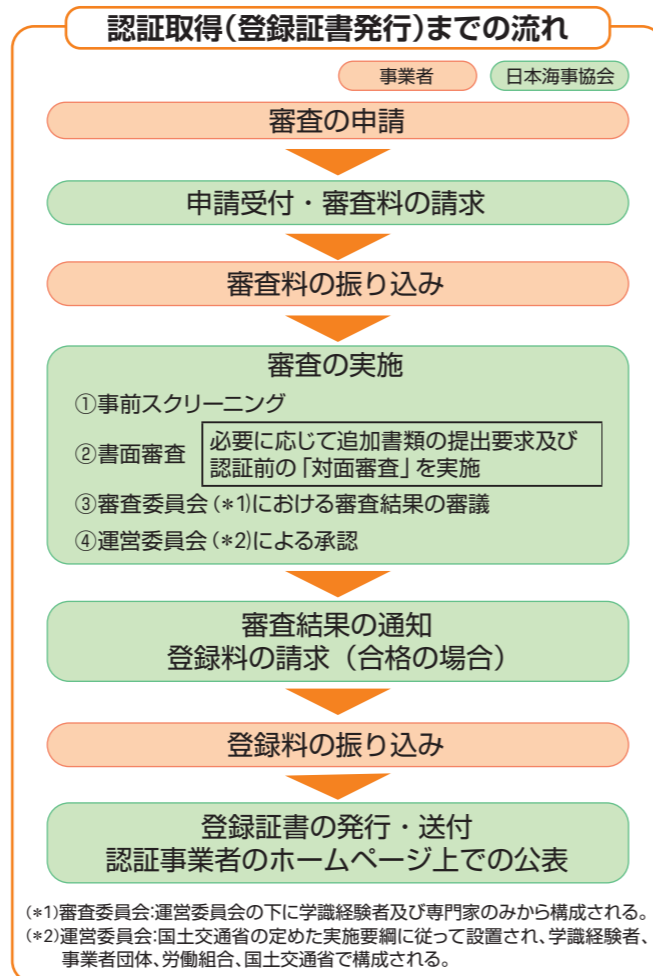 認証取得(登録証書発行)までの流れ
事業者
日本海事協会
審査の申請
申請受付・審査料の請求
審査料の振り込み
審査の実施
①事前スクリーニング
②書面審査
必要に応じて追加書類の提出要求及び
認証前の「対面審査」を実施
③審査委員会(*1)における審査結果の審議
④運営委員会(*2)による承認
審査結果の通知
登録料の請求(合格の場合)
登録料の振り込み
登録証書の発行・送付
認証事業者のホームページ上での公表
(*1)審査委員会:運営委員会の下に学識経験者及び専門家のみから構成される。
(*2)運営委員会:国土交通省の定めた実施要綱に従って設置され、学識経験者、
事業者団体、労働組合、国土交通省で構成される。